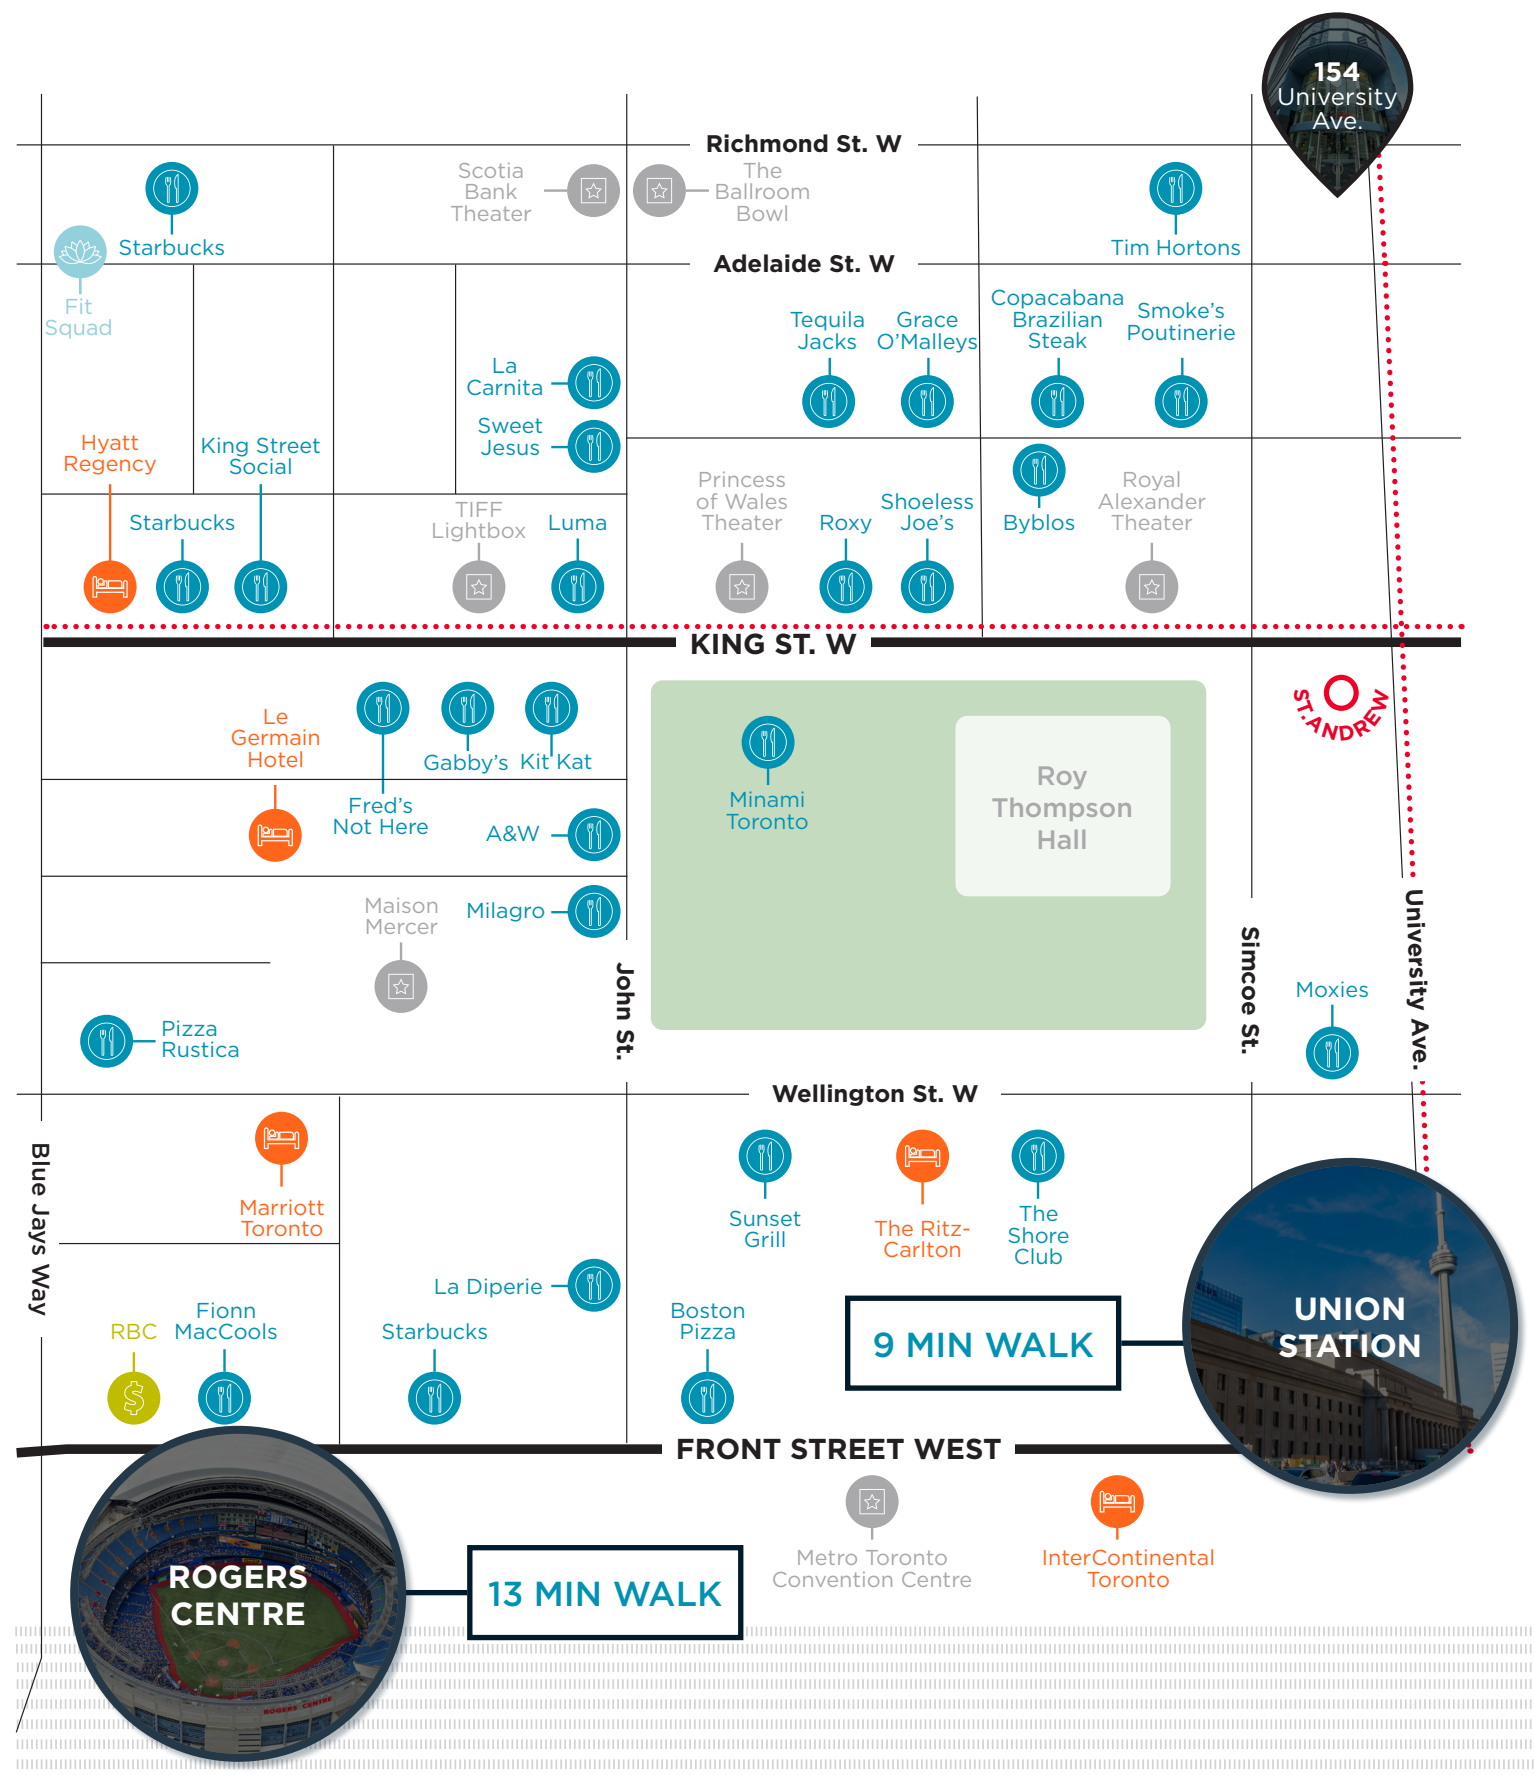 154
University
Ave.
Richmond St. W
Scotia
Bank
Theater
The
Ballroom
Bowl
Starbucks
Tim Hortons
Adelaide St. W
Fit
Squad
Copacabana
Brazilian
Steak
Smoke's
Poutinerie
Tequila
Jacks
Grace
O'Malleys
La
Carnita
Sweet
Jesus
Hyatt
Regency
King Street
Social
Starbucks
TIFF
Lightbox
Luma
Princess
of Wales
Theater
Roxy
Shoeless
Joe's
Byblos
Royal
Alexander
Theater
KING ST. W
ST.ANDREW
Le
Germain
Hotel
Gabby's
Kit Kat
Fred's
Not Here
A&W
Minami
Toronto
Roy
Thompson
Hall
Maison
Mercer
Milagro
John St.
Simcoe St.
University Ave.
Moxies
Pizza
Rustica
Wellington St. W
Blue Jays Way
Marriott
Toronto
Sunset
Grill
The Ritz-
Carlton
The
Shore
Club
La Diperie
RBC
Fionn
MacCools
Starbucks
Boston
Pizza
9 MIN WALK
UNION
STATION
FRONT STREET WEST
Metro Toronto
Convention Centre
InterContinental
Toronto
ROGERS
CENTRE
13 MIN WALK
ROGERS CENTRE